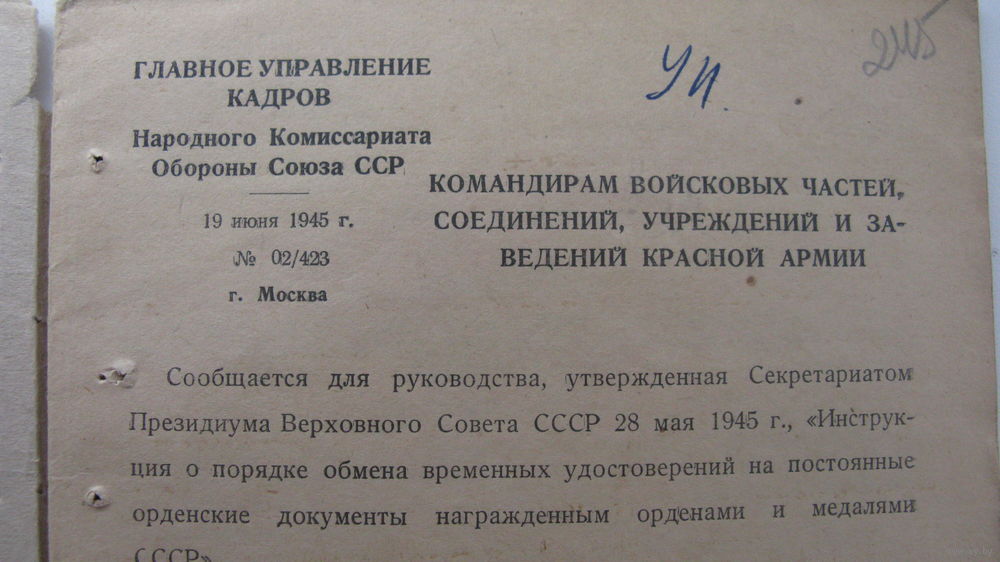 ГЛАВНОЕ УПРАВЛЕНИЕ
КАДРОВ
Народного Комиссариата
Обороны Союза ССР
19 июня 1945 г.
№ 02/423
г. Москва
Уп.
КОМАНДИРАМ ВОЙСКОВЫХ ЧАСТЕЙ,
СОЕДИНЕНИЙ, УЧРЕЖДЕНИЙ И ЗА-
ВЕДЕНИЙ КРАСНОЙ АРМИИ
Сообщается для руководства, утвержденная Секретариатом
Президиума Верховного Совета СССР 28 мая 1945 г., «Инструк-
ция о порядке обмена временных удостоверений на постоянные
орденские документы награжденным орденами и медалями
СССР»